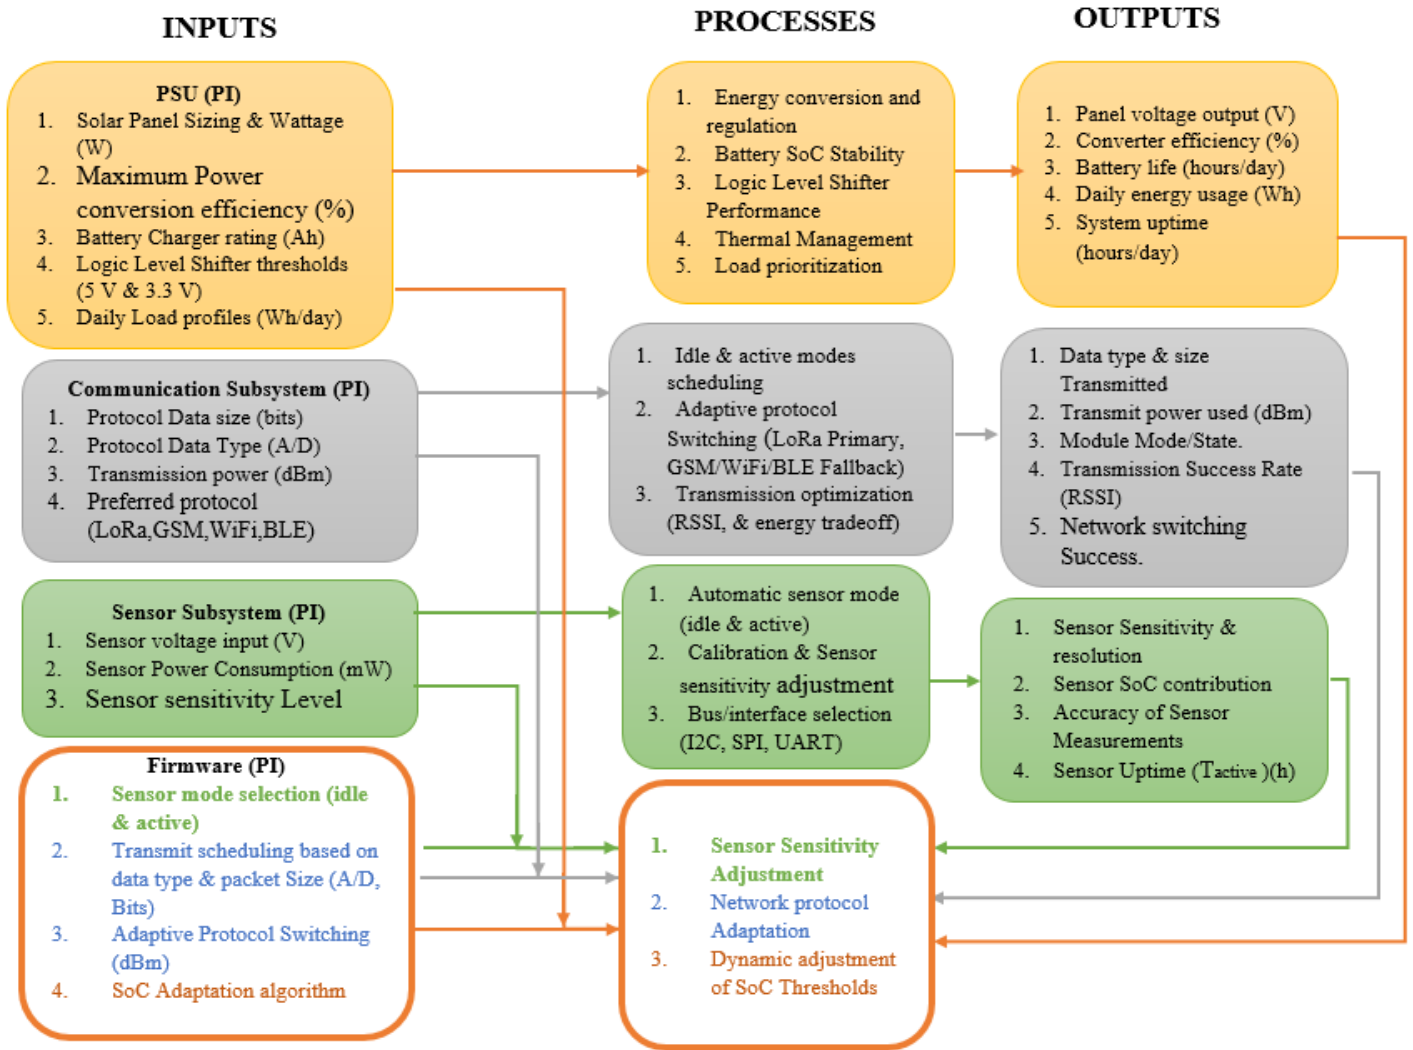 INPUTS
PROCESSES
OUTPUTS
PSU (PI)
1. Solar Panel Sizing & Wattage
(W)
2. Maximum Power
conversion efficiency (%)
3. Battery Charger rating (Ah)
4. Logic Level Shifter thresholds
(5 V & 3.3 V)
5. Daily Load profiles (Wh/day)
1. Energy conversion and
regulation
2. Battery SoC Stability
3. Logic Level Shifter
Performance
4. Thermal Management
5. Load prioritization
1. Panel voltage output (V)
2. Converter efficiency (%)
3. Battery life (hours/day)
4. Daily energy usage (Wh)
5. System uptime
(hours/day)
Communication Subsystem (PI)
1. Protocol Data size (bits)
2. Protocol Data Type (A/D)
3. Transmission power (dBm)
4. Preferred protocol
(LoRa,GSM,WiFi,BLE)
1. Idle & active modes
scheduling
2. Adaptive protocol
Switching (LoRa Primary,
GSM/WiFi/BLE Fallback)
3. Transmission optimization
(RSSI, & energy tradeoff)
1. Data type & size
Transmitted
2. Transmit power used (dBm)
3. Module Mode/State.
4. Transmission Success Rate
(RSSI)
5. Network switching
Success.
Sensor Subsystem (PI)
1. Sensor voltage input (V)
2. Sensor Power Consumption (mW)
3. Sensor sensitivity Level
1. Automatic sensor mode
(idle & active)
2. Calibration & Sensor
sensitivity adjustment
3. Bus/interface selection
(I2C, SPI, UART)
1. Sensor Sensitivity &
resolution
2. Sensor SoC contribution
3. Accuracy of Sensor
Measurements
4. Sensor Uptime (Tactive )(h)
Firmware (PI)
1. Sensor mode selection (idle
& active)
2. Transmit scheduling based on
data type & packet Size (A/D,
Bits)
3. Adaptive Protocol Switching
(dBm)
4. SoC Adaptation algorithm
1. Sensor Sensitivity
Adjustment
2. Network protocol
Adaptation
3. Dynamic adjustment
of SoC Thresholds